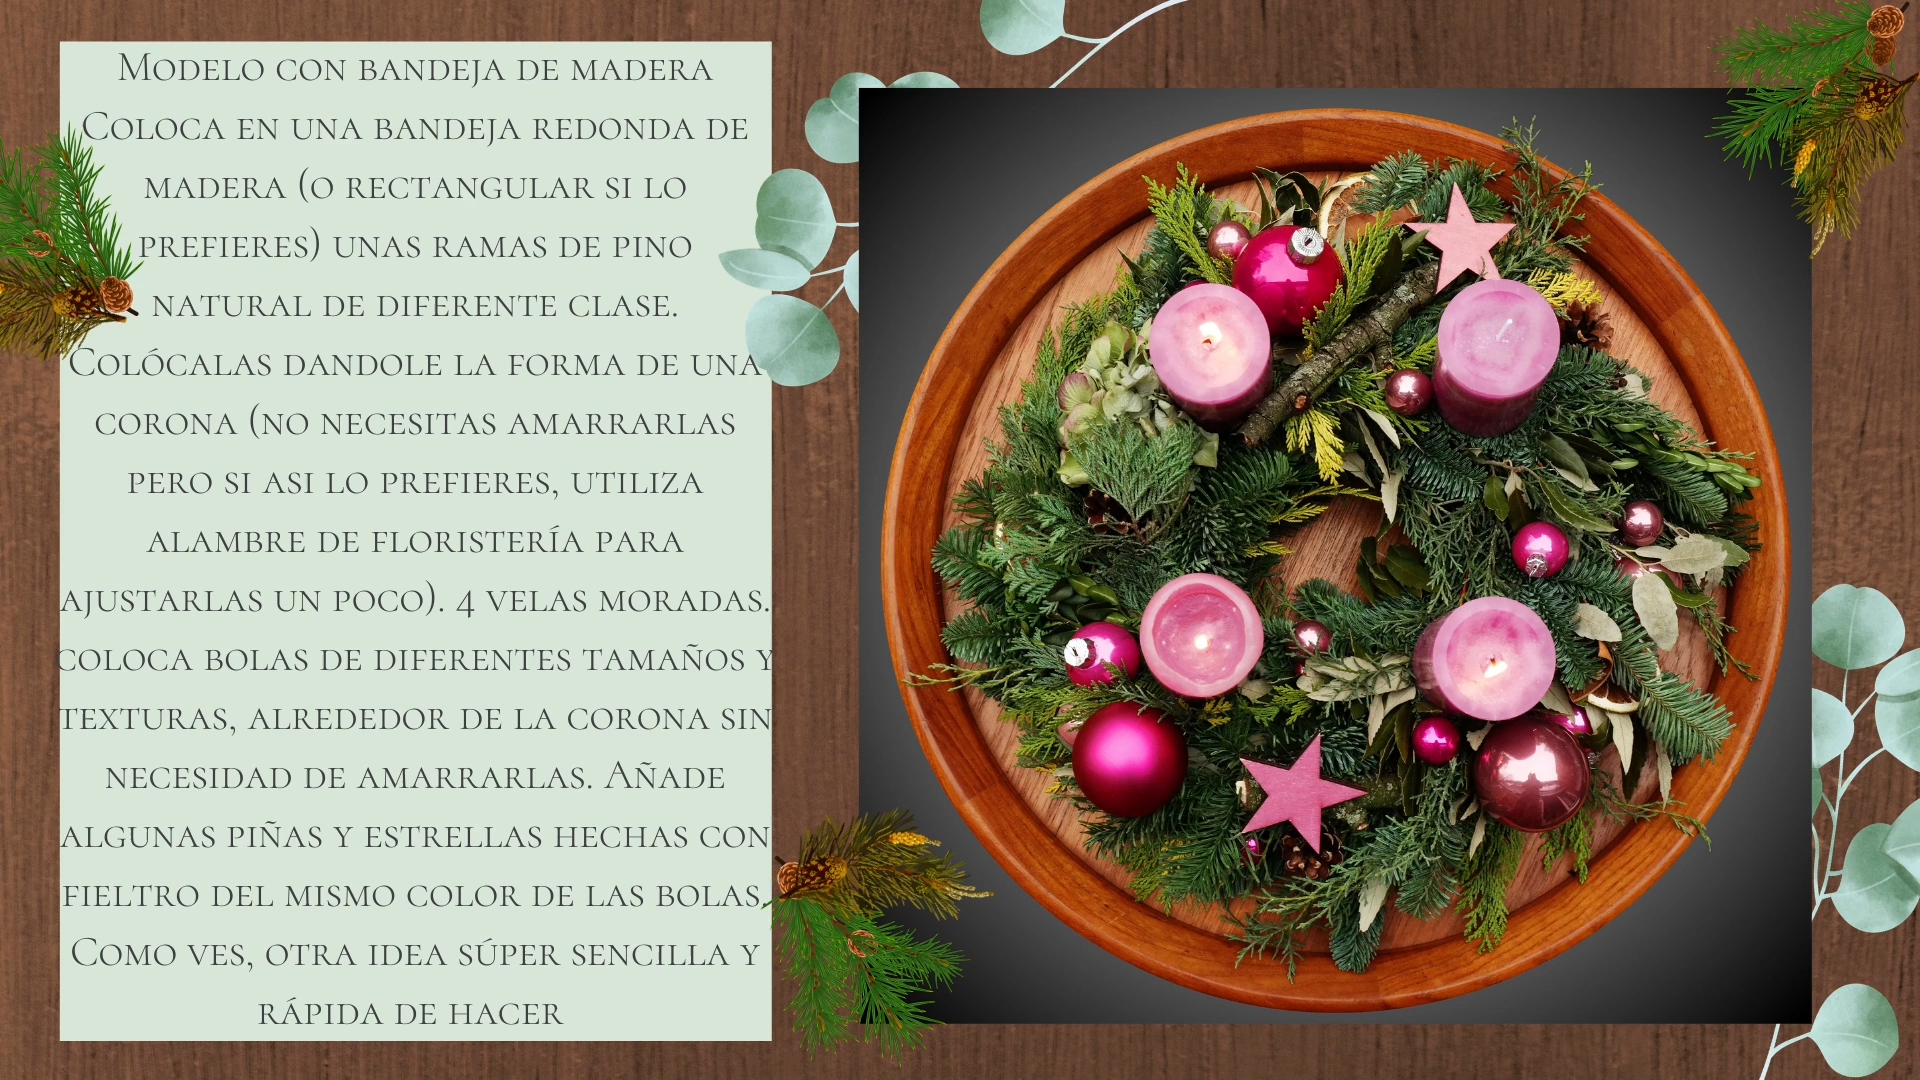 Modelo con bandeja de madera
Coloca en una bandeja redonda de
madera (o rectangular si lo
prefieres) unas ramas de pino
natural de diferente clase.
Colócalas dandole la forma de una
corona (no necesitas amarrarlas
pero si asi lo prefieres, utiliza
alambre de floristería para
ajustarlas un poco). 4 velas moradas.
coloca bolas de diferentes tamaños y
texturas, alrededor de la corona sin
necesidad de amarrarlas. Añade
algunas piñas y estrellas hechas con
fieltro del mismo color de las bolas.
Como ves, otra idea súper sencilla y
rápida de hacer